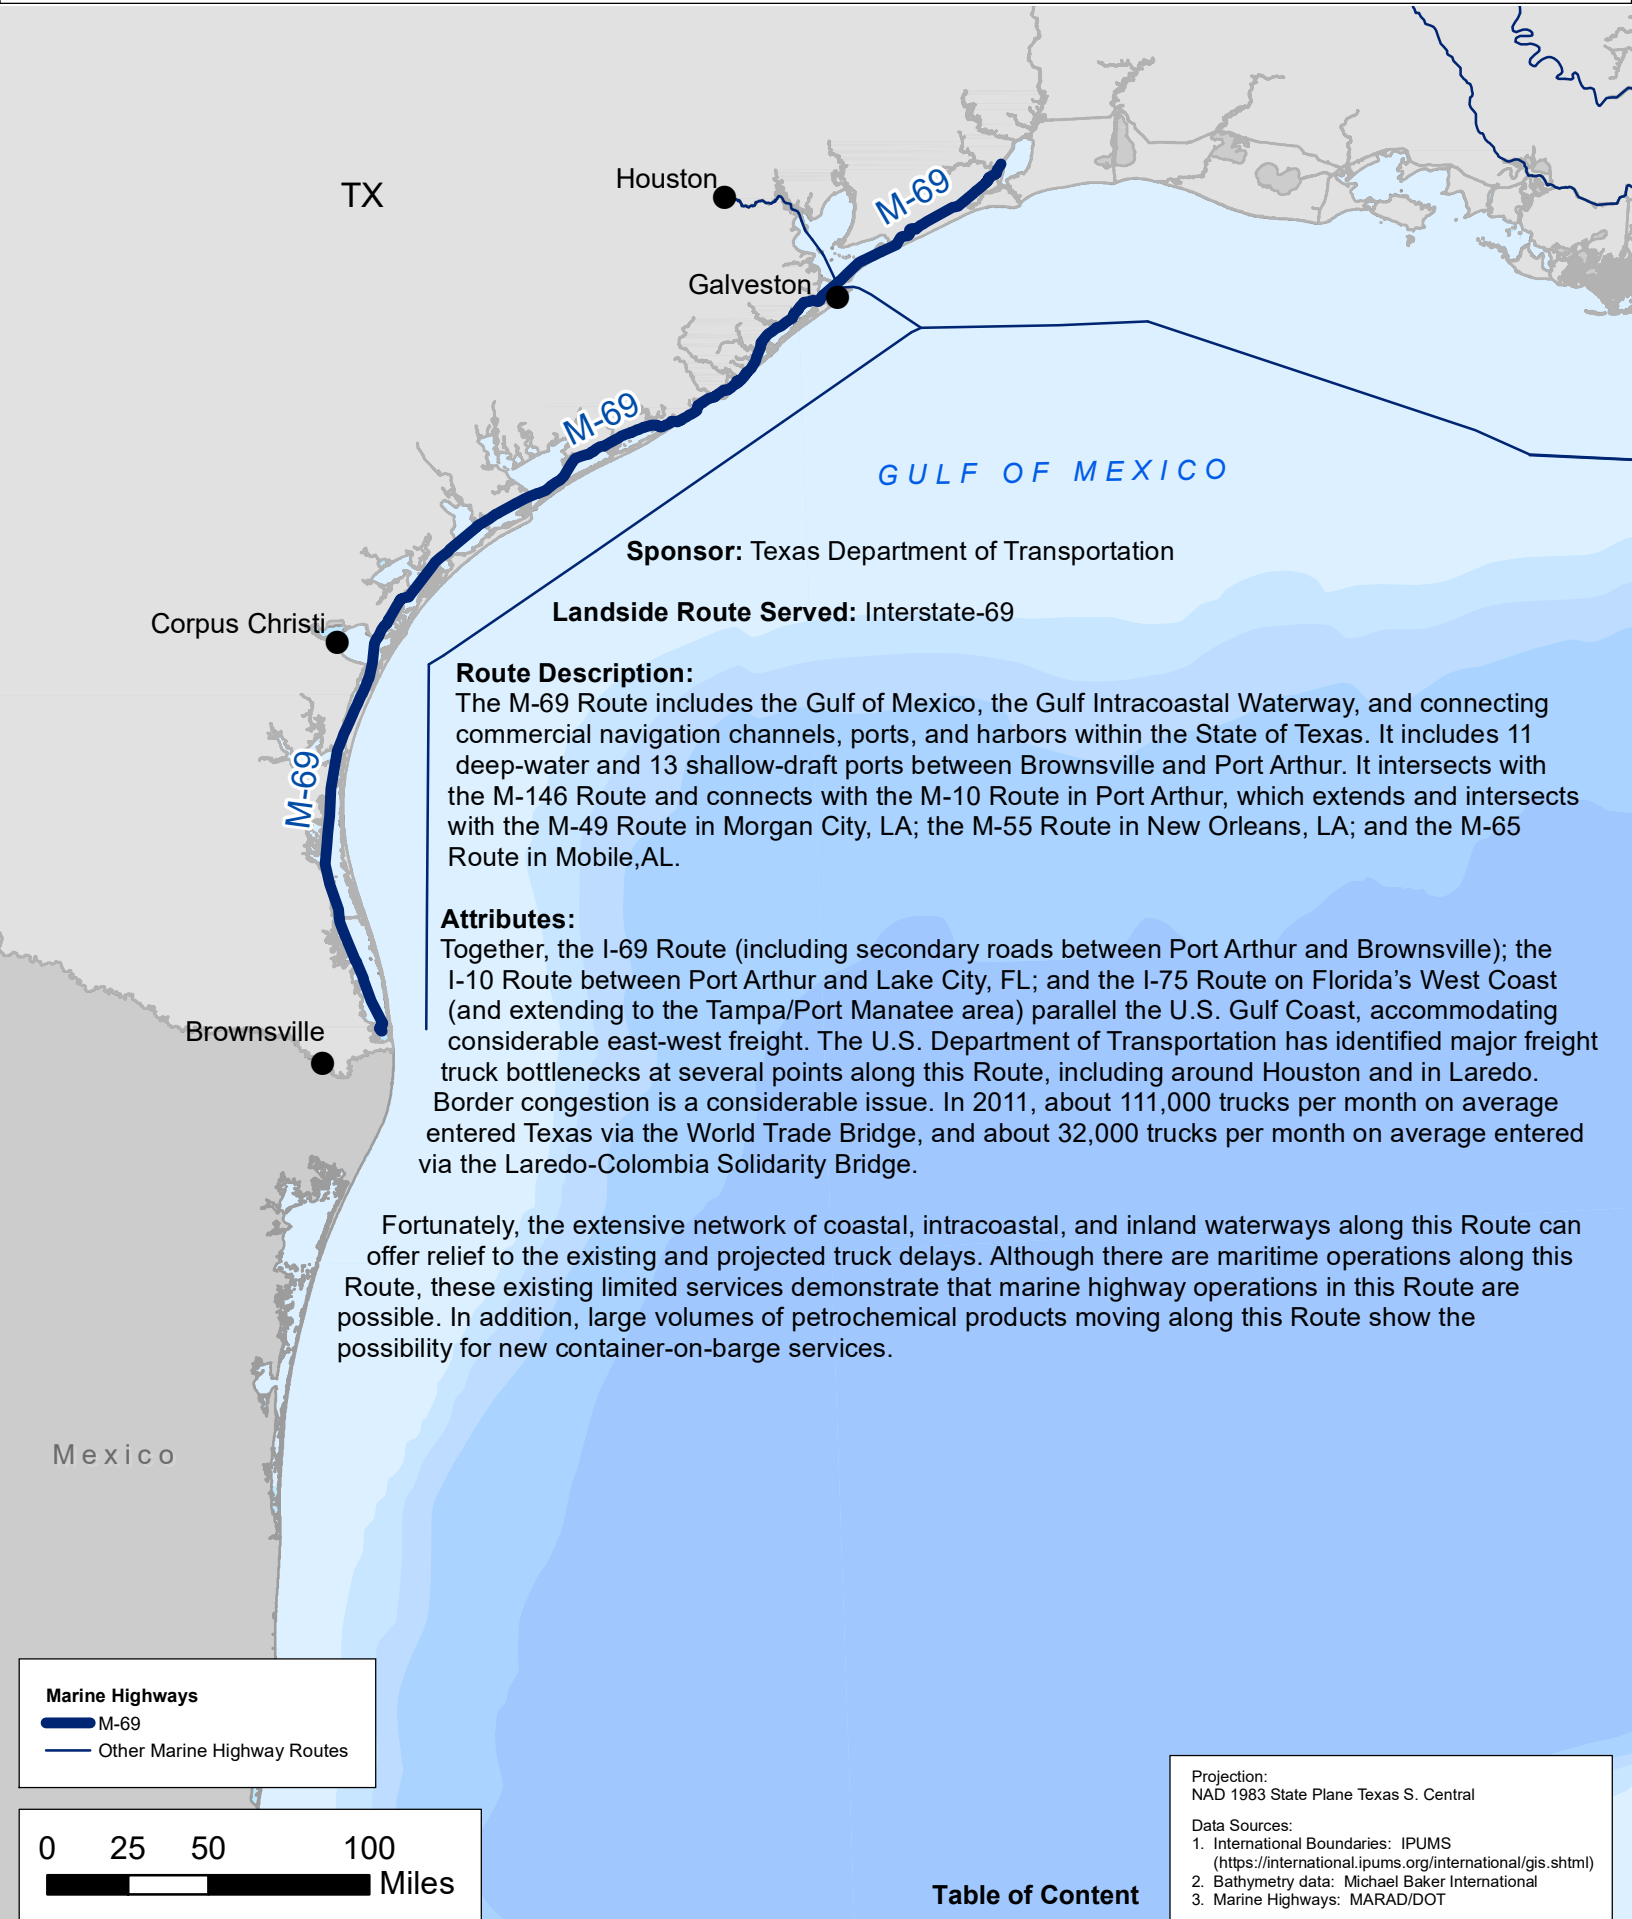 TX
Houston
M-69
Galveston
M-69
GULF OF MEXICO
Sponsor: Texas Department of Transportation
Landside Route Served: Interstate-69
Corpus Christi
Route Description:
The M-69 Route includes the Gulf of Mexico, the Gulf Intracoastal Waterway, and connecting
commercial navigation channels, ports, and harbors within the State of Texas. It includes 11
deep-water and 13 shallow-draft ports between Brownsville and Port Arthur. It intersects with
the M-146 Route and connects with the M-10 Route in Port Arthur, which extends and intersects
with the M-49 Route in Morgan City, LA; the M-55 Route in New Orleans, LA; and the M-65
Route in Mobile,AL.
M-69
Attributes:
Together, the I-69 Route (including secondary roads between Port Arthur and Brownsville); the
I-10 Route between Port Arthur and Lake City, FL; and the I-75 Route on Florida’s West Coast
(and extending to the Tampa/Port Manatee area) parallel the U.S. Gulf Coast, accommodating
considerable east-west freight. The U.S. Department of Transportation has identified major freight
truck bottlenecks at several points along this Route, including around Houston and in Laredo.
Border congestion is a considerable issue. In 2011, about 111,000 trucks per month on average
entered Texas via the World Trade Bridge, and about 32,000 trucks per month on average entered
via the Laredo-Colombia Solidarity Bridge.
Brownsville
Fortunately, the extensive network of coastal, intracoastal, and inland waterways along this Route can
offer relief to the existing and projected truck delays. Although there are maritime operations along this
Route, these existing limited services demonstrate that marine highway operations in this Route are
possible. In addition, large volumes of petrochemical products moving along this Route show the
possibility for new container-on-barge services.
Mexico
Marine Highways
M-69
Other Marine Highway Routes
0 25 50 100
Miles
Table of Content
Projection:
NAD 1983 State Plane Texas S. Central
Data Sources:
1. International Boundaries: IPUMS
(https://international.ipums.org/international/gis.shtml)
2. Bathymetry data: Michael Baker International
3. Marine Highways: MARAD/DOT